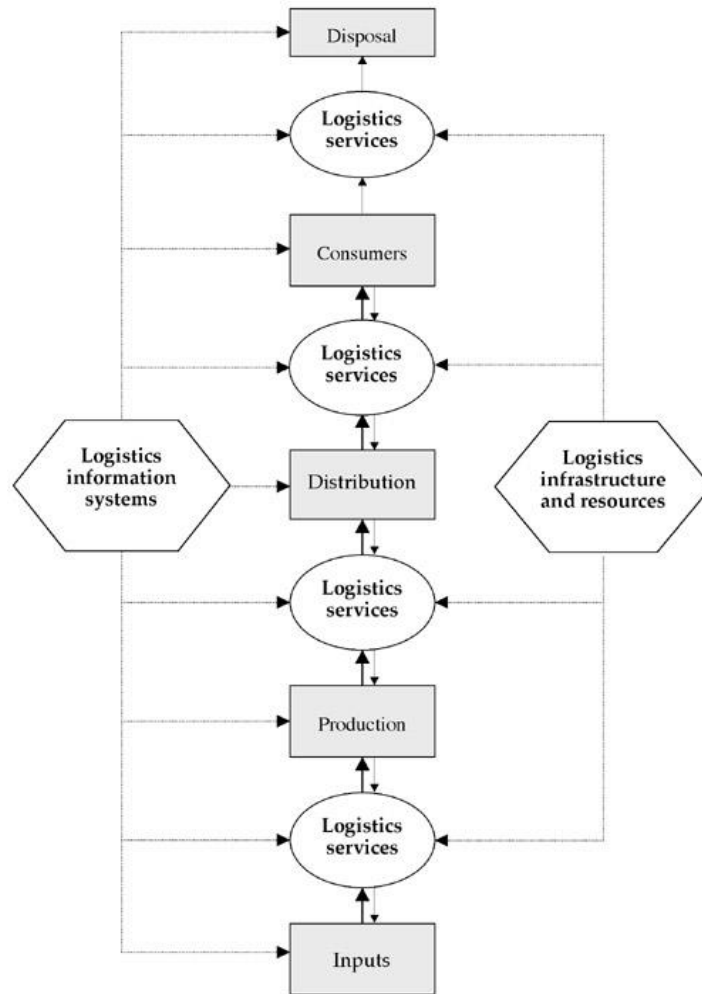 Disposal
Logistics
services
Consumers
Logistics
services
Logistics
information
systems
Distribution
Logistics
infrastructure
and resources
Logistics
services
Production
Logistics
services
Inputs